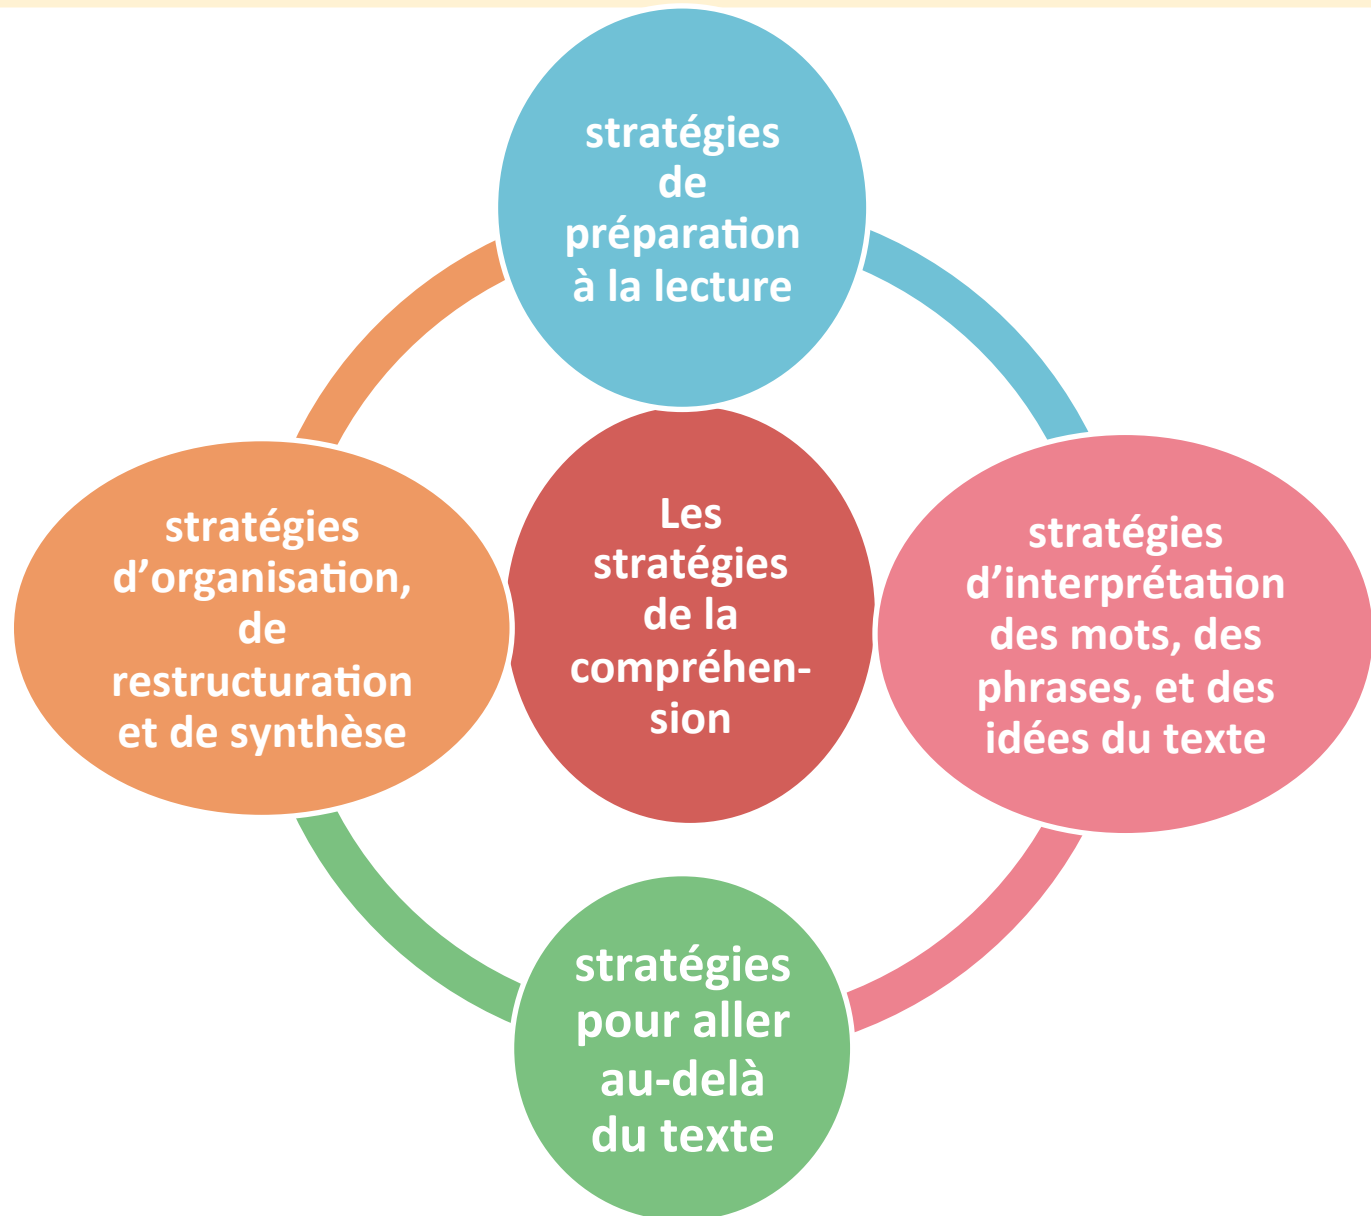 stratégies
de
préparation
à la lecture
stratégies
d’organisation,
de
restructuration
et de synthèse
Les
stratégies
de la
compréhen-
sion
stratégies
d’interprétation
des mots, des
phrases, et des
idées du texte
stratégies
pour aller
au-delà
du texte